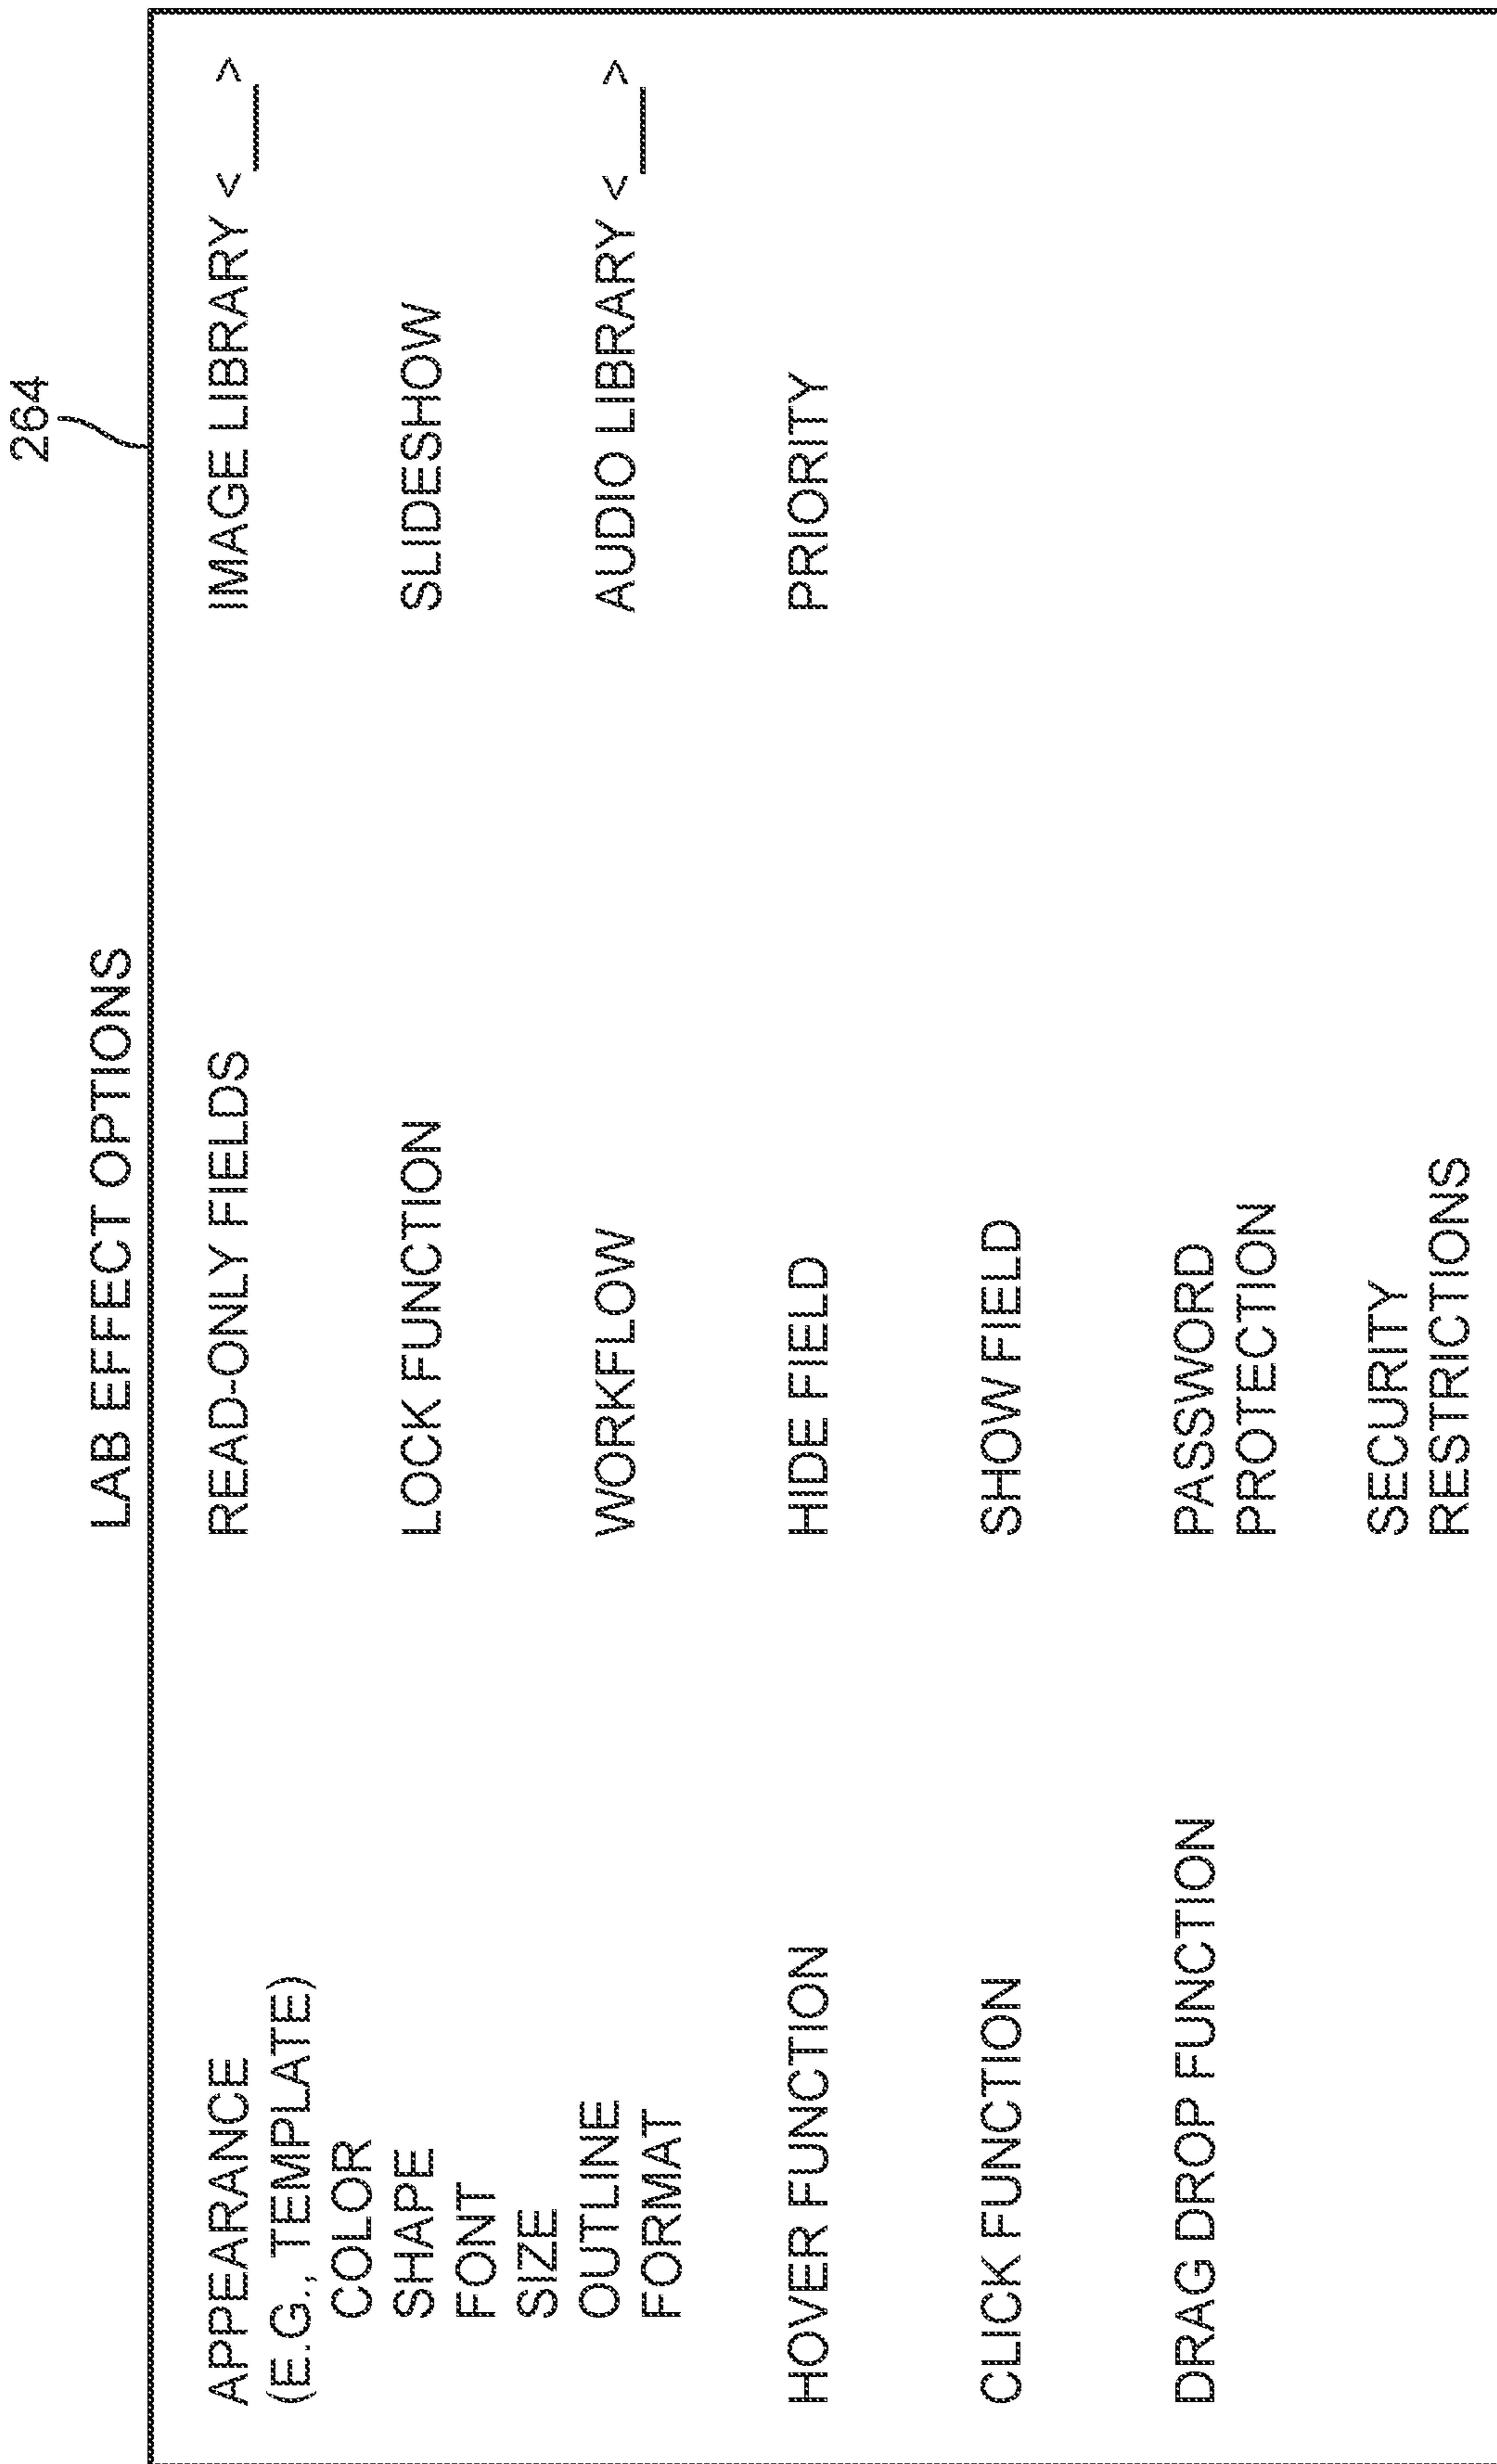 264
LAB EFFECT OPTIONS
APPEARANCE
(E.G., TEMPLATE)
COLOR
SHAPE
FONT
SIZE
OUTLINE
FORMAT
HOVER FUNCTION
CLICK FUNCTION
DRAG DROP FUNCTION
READ-ONLY FIELDS
LOCK FUNCTION
WORKFLOW
HIDE FIELD
SHOW FIELD
PASSWORD
PROTECTION
SECURITY
RESTRICTIONS
IMAGE LIBRARY <___>
SLIDESHOW
AUDIO LIBRARY <___>
PRIORITY